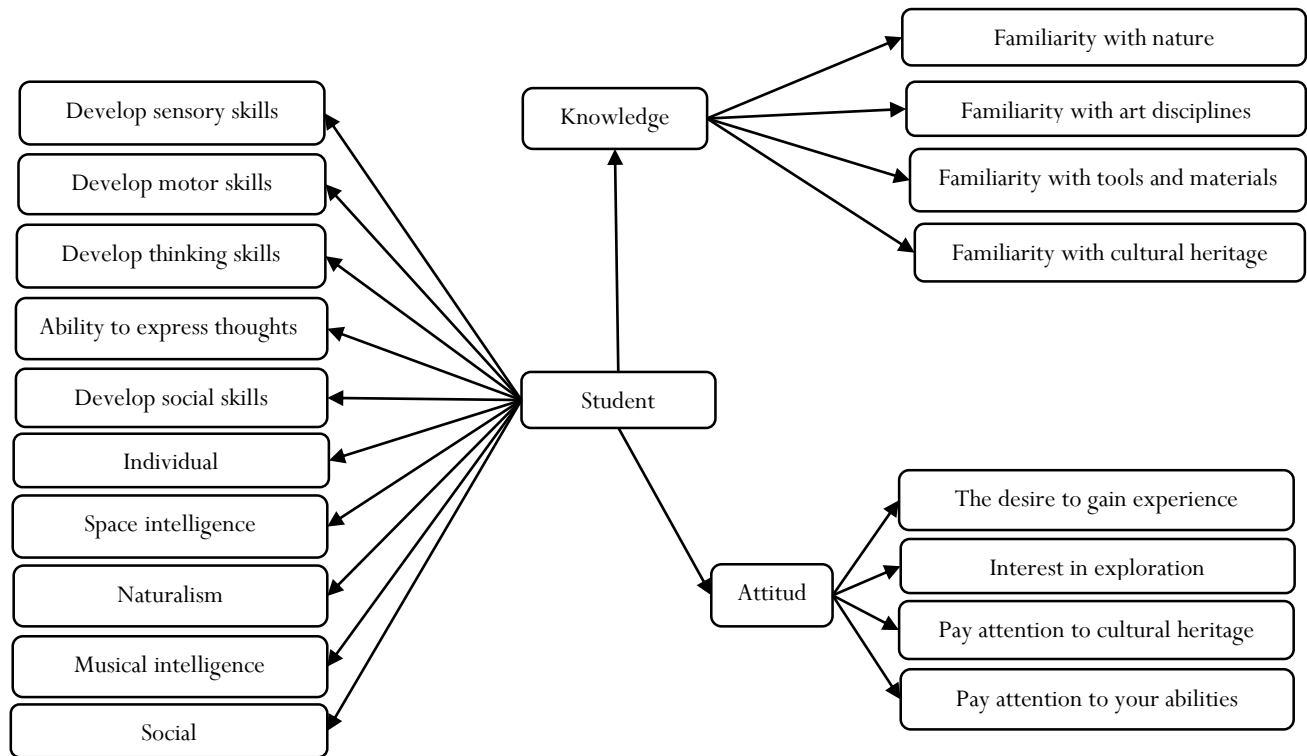 Develop sensory skills
Develop motor skills
Develop thinking skills
Ability to express thoughts
Develop social skills
Individual
Space intelligence
Naturalism
Musical intelligence
Social
Student
Knowledge
Familiarity with nature
Familiarity with art disciplines
Familiarity with tools and materials
Familiarity with cultural heritage
Attitud
The desire to gain experience
Interest in exploration
Pay attention to cultural heritage
Pay attention to your abilities